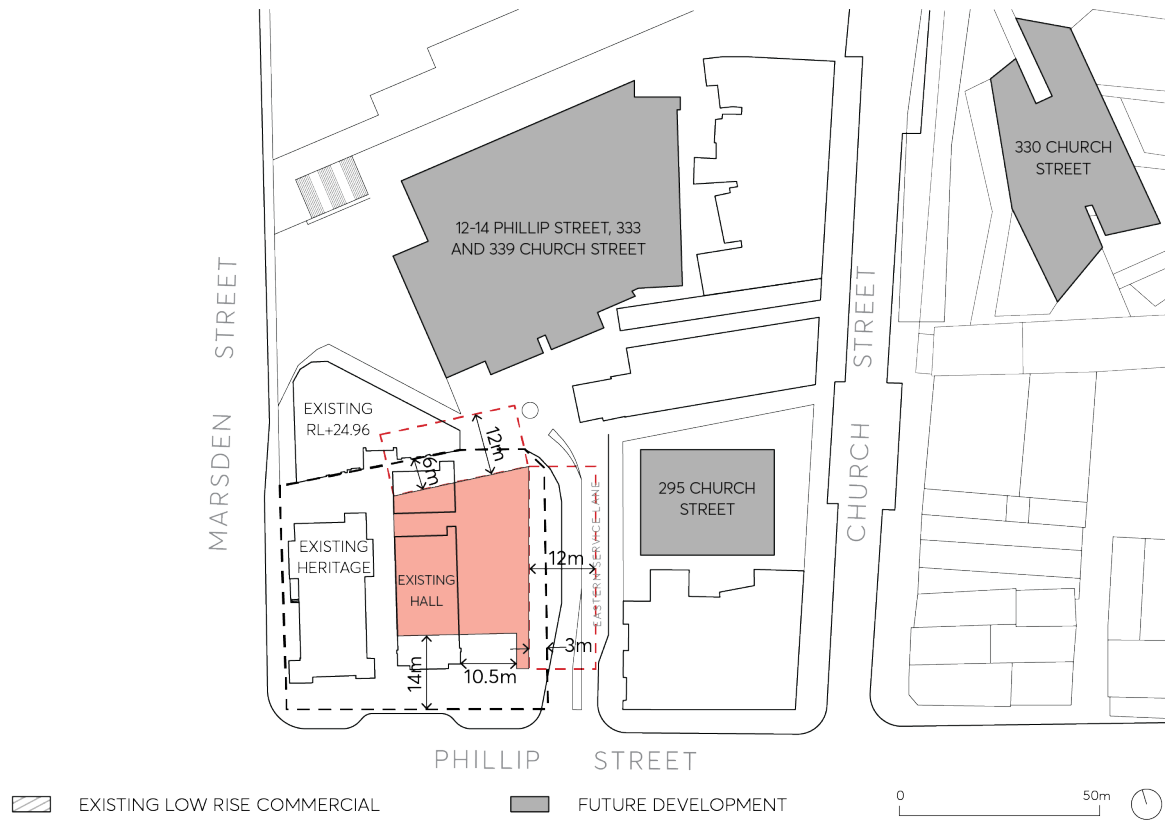 330 CHURCH
STREET
12-14 PHILLIP STREET, 333
AND 339 CHURCH STREET
MARSDEN STREET
CHURCH STREET
EXISTING
RL+24.96
12m
9m
295 CHURCH
STREET
EASTERN SERVICE LANE
EXISTING
HERITAGE
12m
EXISTING
HALL
3m
14m
10.5m
PHILLIP STREET
EXISTING LOW RISE COMMERCIAL
FUTURE DEVELOPMENT
0 50m